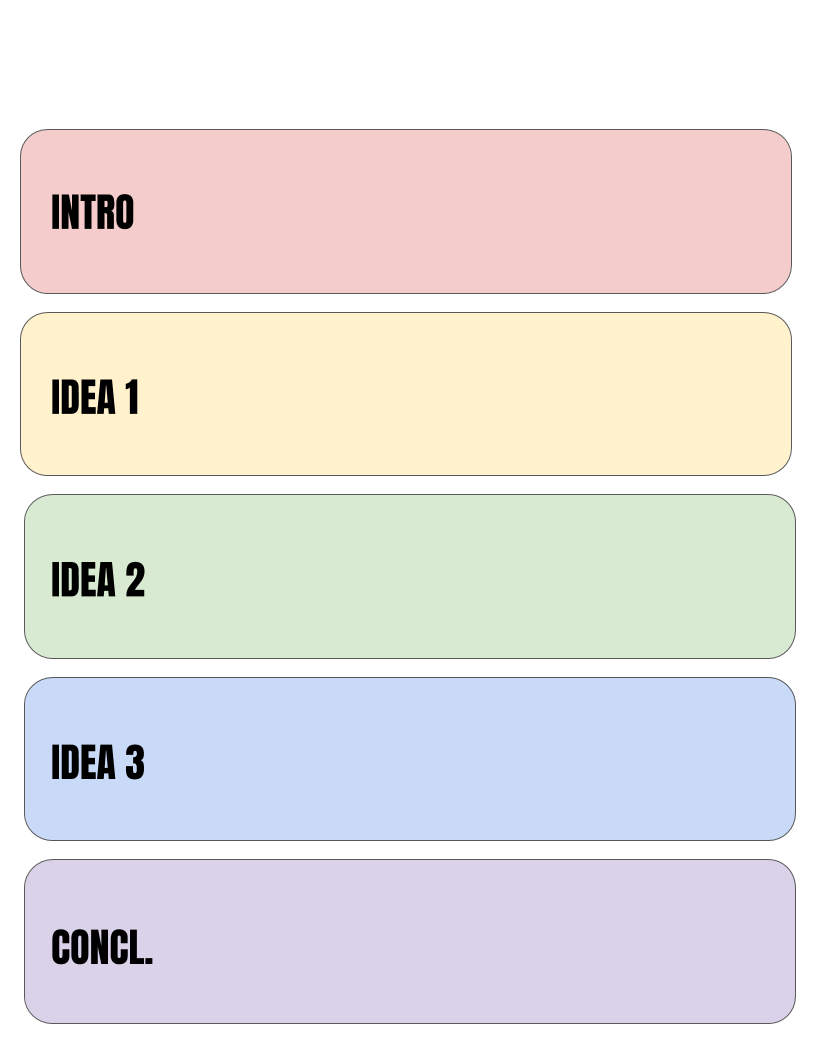 INTRO
IDEA 1
IDEA 2
IDEA 3
CONCL.